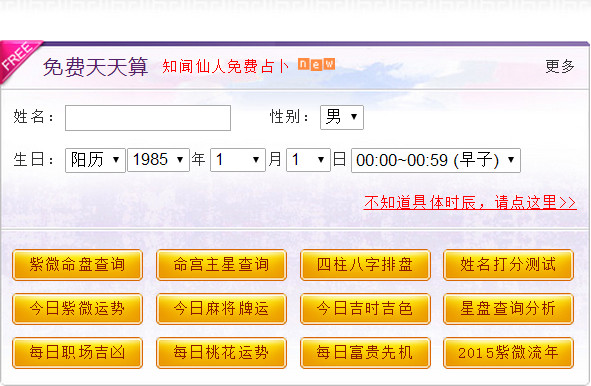 FREE
免费天天算 知闻仙人免费占卜 new 更多
姓名： 性别： 男
生日： 阳历 1985 年 1 月 1 日 00:00~00:59 (早子)
不知道具体时辰，请点这里>>
紫微命盘查询 命宫主星查询 四柱八字排盘 姓名打分测试
今日紫微运势 今日麻将牌运 今日吉时吉色 星盘查询分析
每日职场吉凶 每日桃花运势 每日富贵先机 2015紫微流年